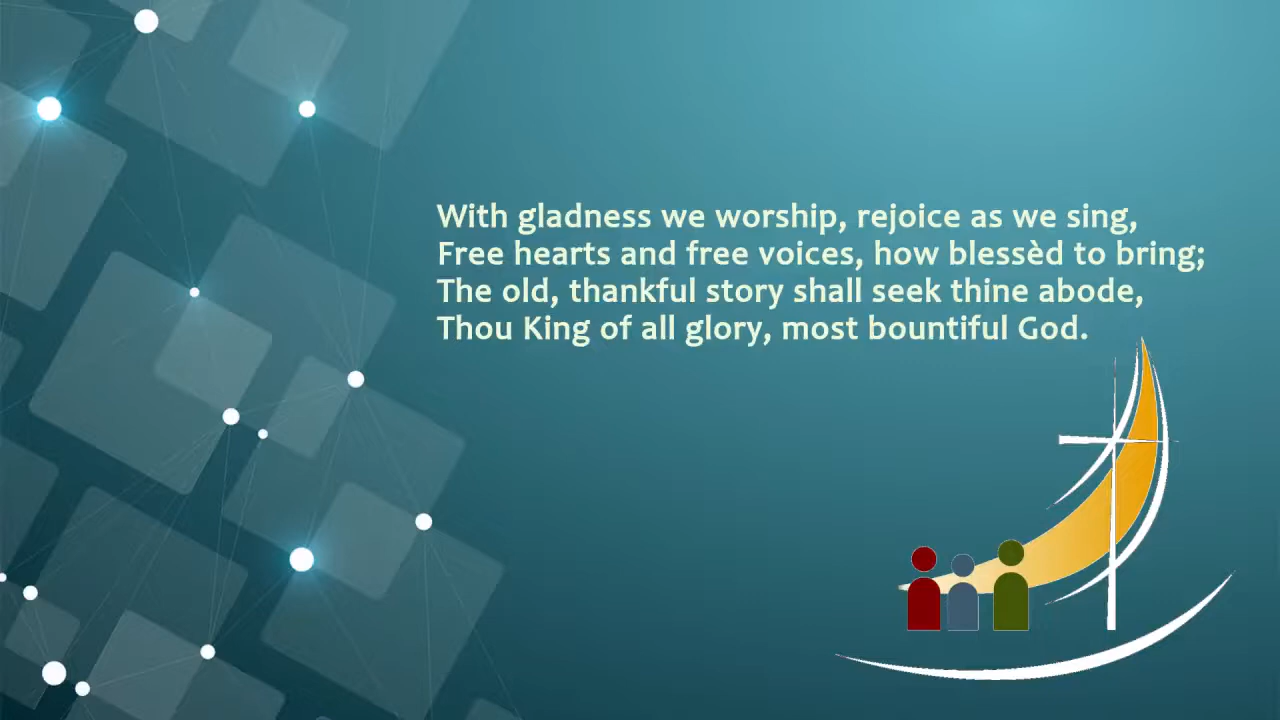 With gladness we worship, rejoice as we sing,
Free hearts and free voices, how blessèd to bring;
The old, thankful story shall seek thine abode,
Thou King of all glory, most bountiful God.